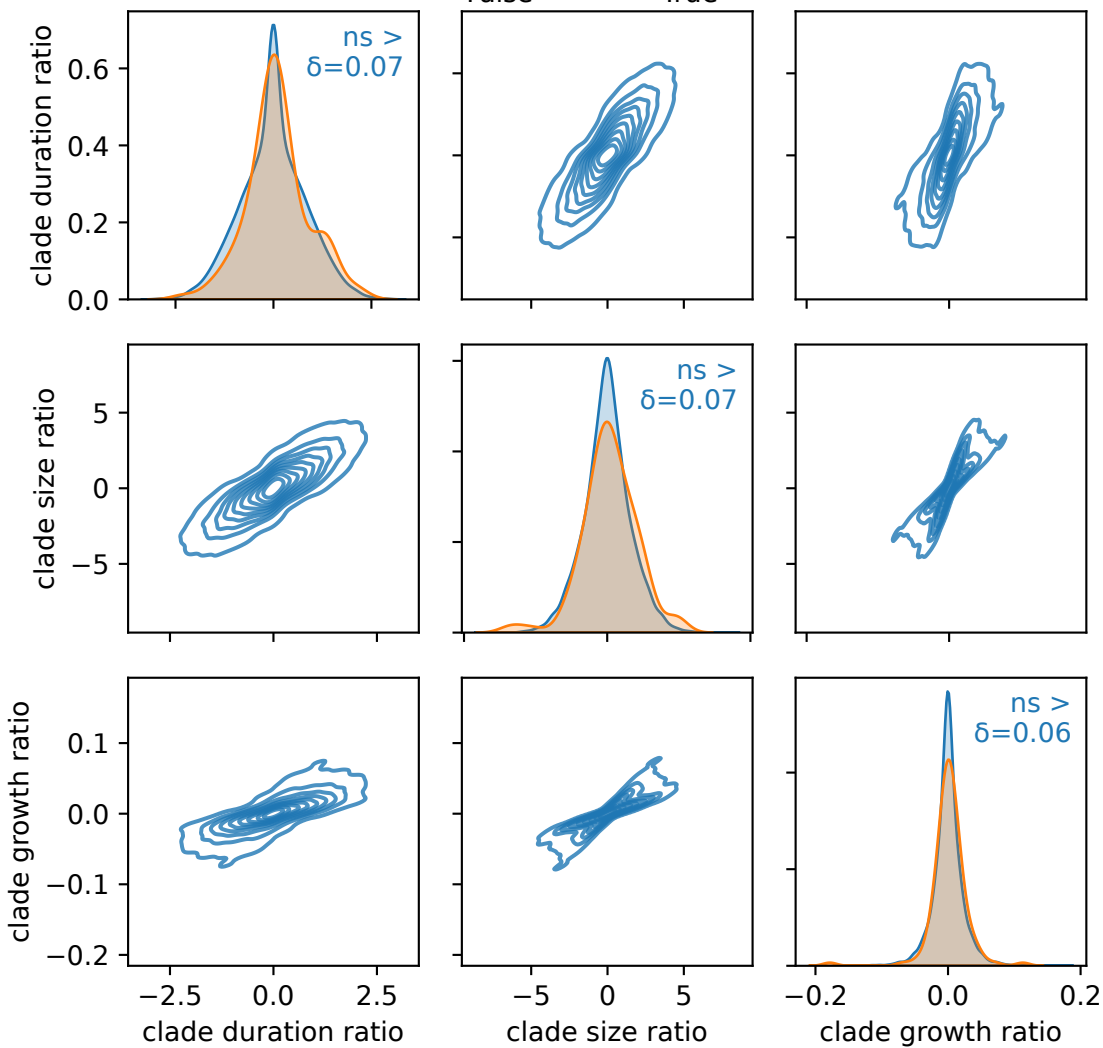 ns >
δ=0.07
clade duration ratio
0.6
0.4
0.2
0.0
ns >
δ=0.07
clade size ratio
5
0
−5
ns >
δ=0.06
clade growth ratio
0.1
0.0
−0.1
−0.2
−2.5 0.0 2.5
−5 0 5
−0.2 0.0 0.2
clade duration ratio
clade size ratio
clade growth ratio